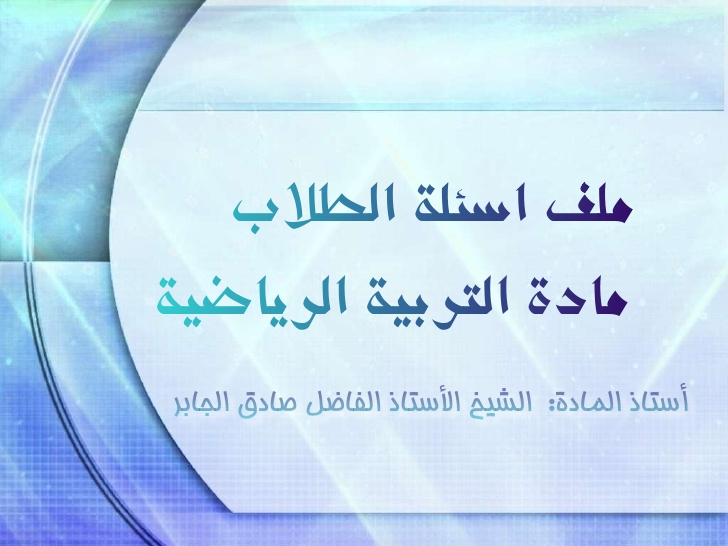 ملف اسئلة الطلاب
مادة التربية الرياضية
أستاذ المادة: الشيخ الأستاذ الفاضل صادق الجابر